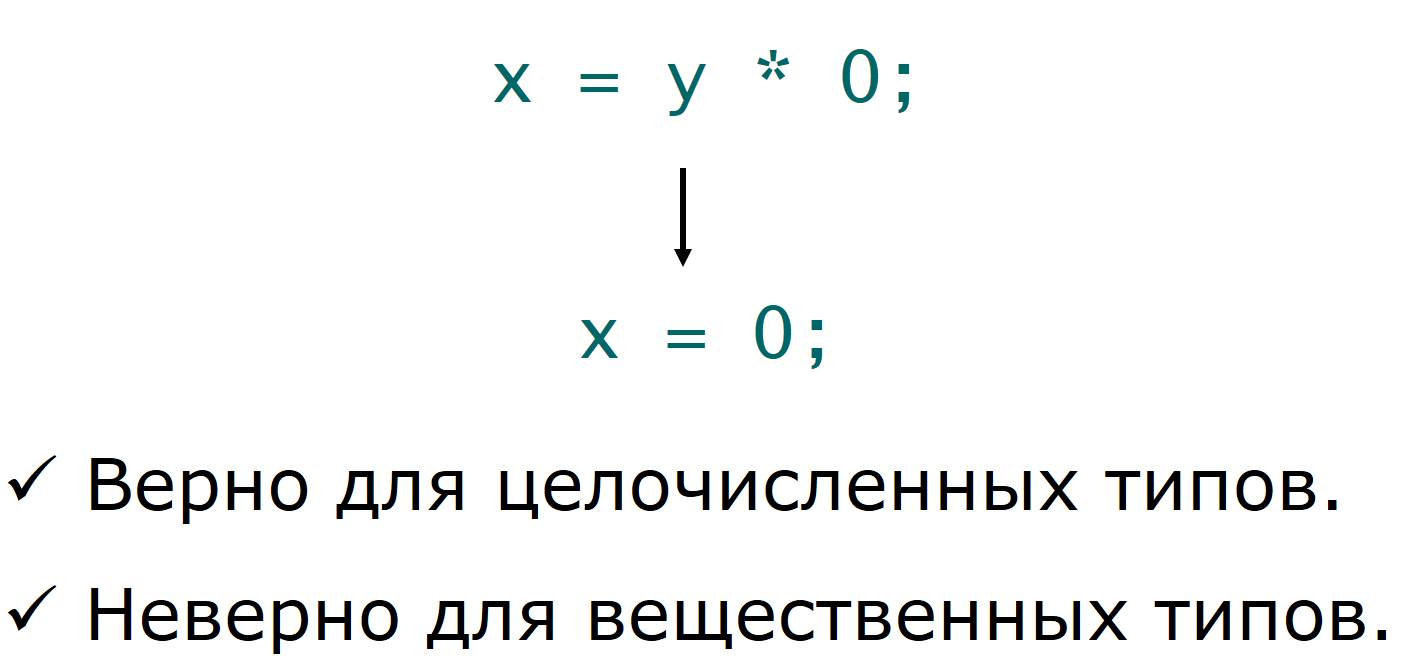 x = y * 0;
x = 0;
✓ Верно для целочисленных типов.
✓ Неверно для вещественных типов.